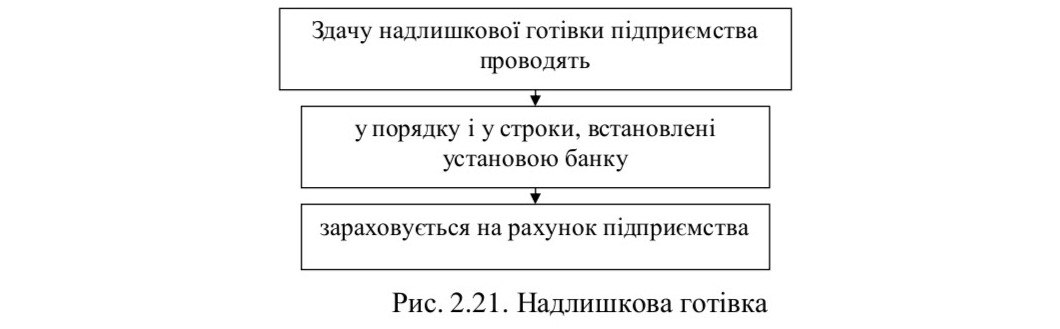 Здачу надлишкової готівки підприємства
проводять
у порядку і у строки, встановлені
установою банку
зараховується на рахунок підприємства
Рис. 2.21. Надлишкова готівка